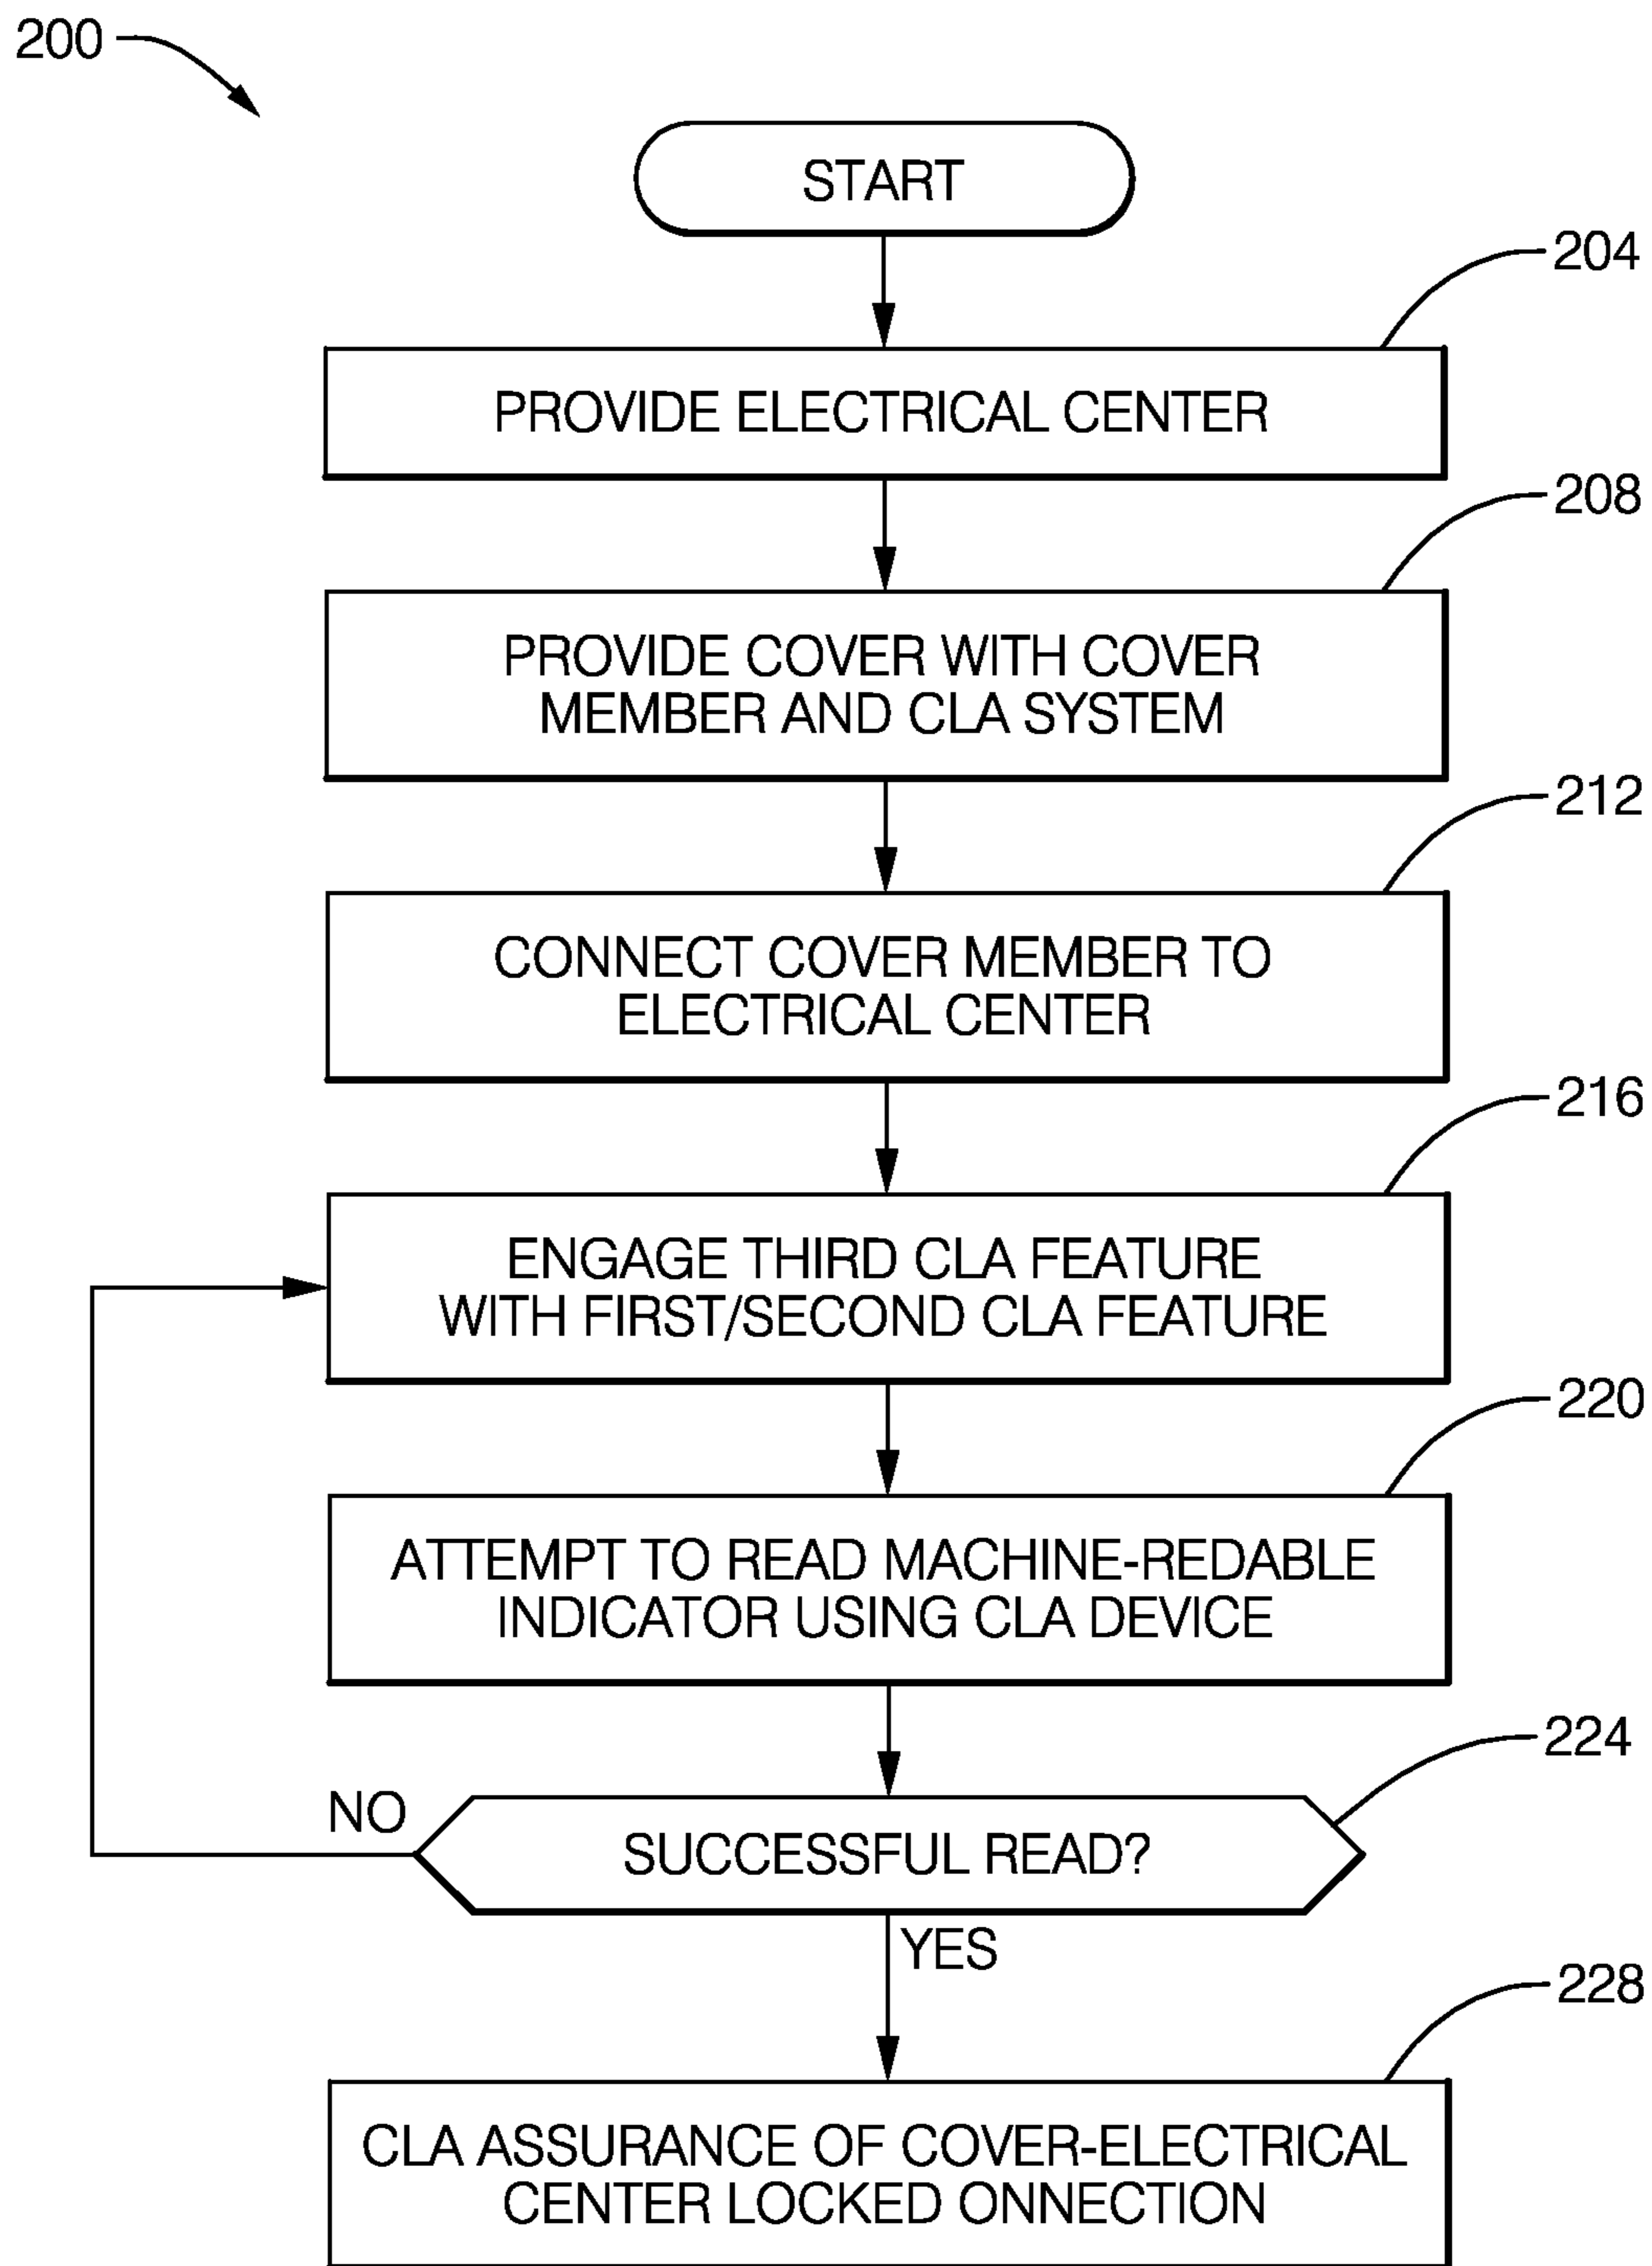 200
START
204
PROVIDE ELECTRICAL CENTER
208
PROVIDE COVER WITH COVER
MEMBER AND CLA SYSTEM
212
CONNECT COVER MEMBER TO
ELECTRICAL CENTER
216
ENGAGE THIRD CLA FEATURE
WITH FIRST/SECOND CLA FEATURE
220
ATTEMPT TO READ MACHINE-REDABLE
INDICATOR USING CLA DEVICE
224
NO
SUCCESSFUL READ?
YES
228
CLA ASSURANCE OF COVER-ELECTRICAL
CENTER LOCKED ONNECTION